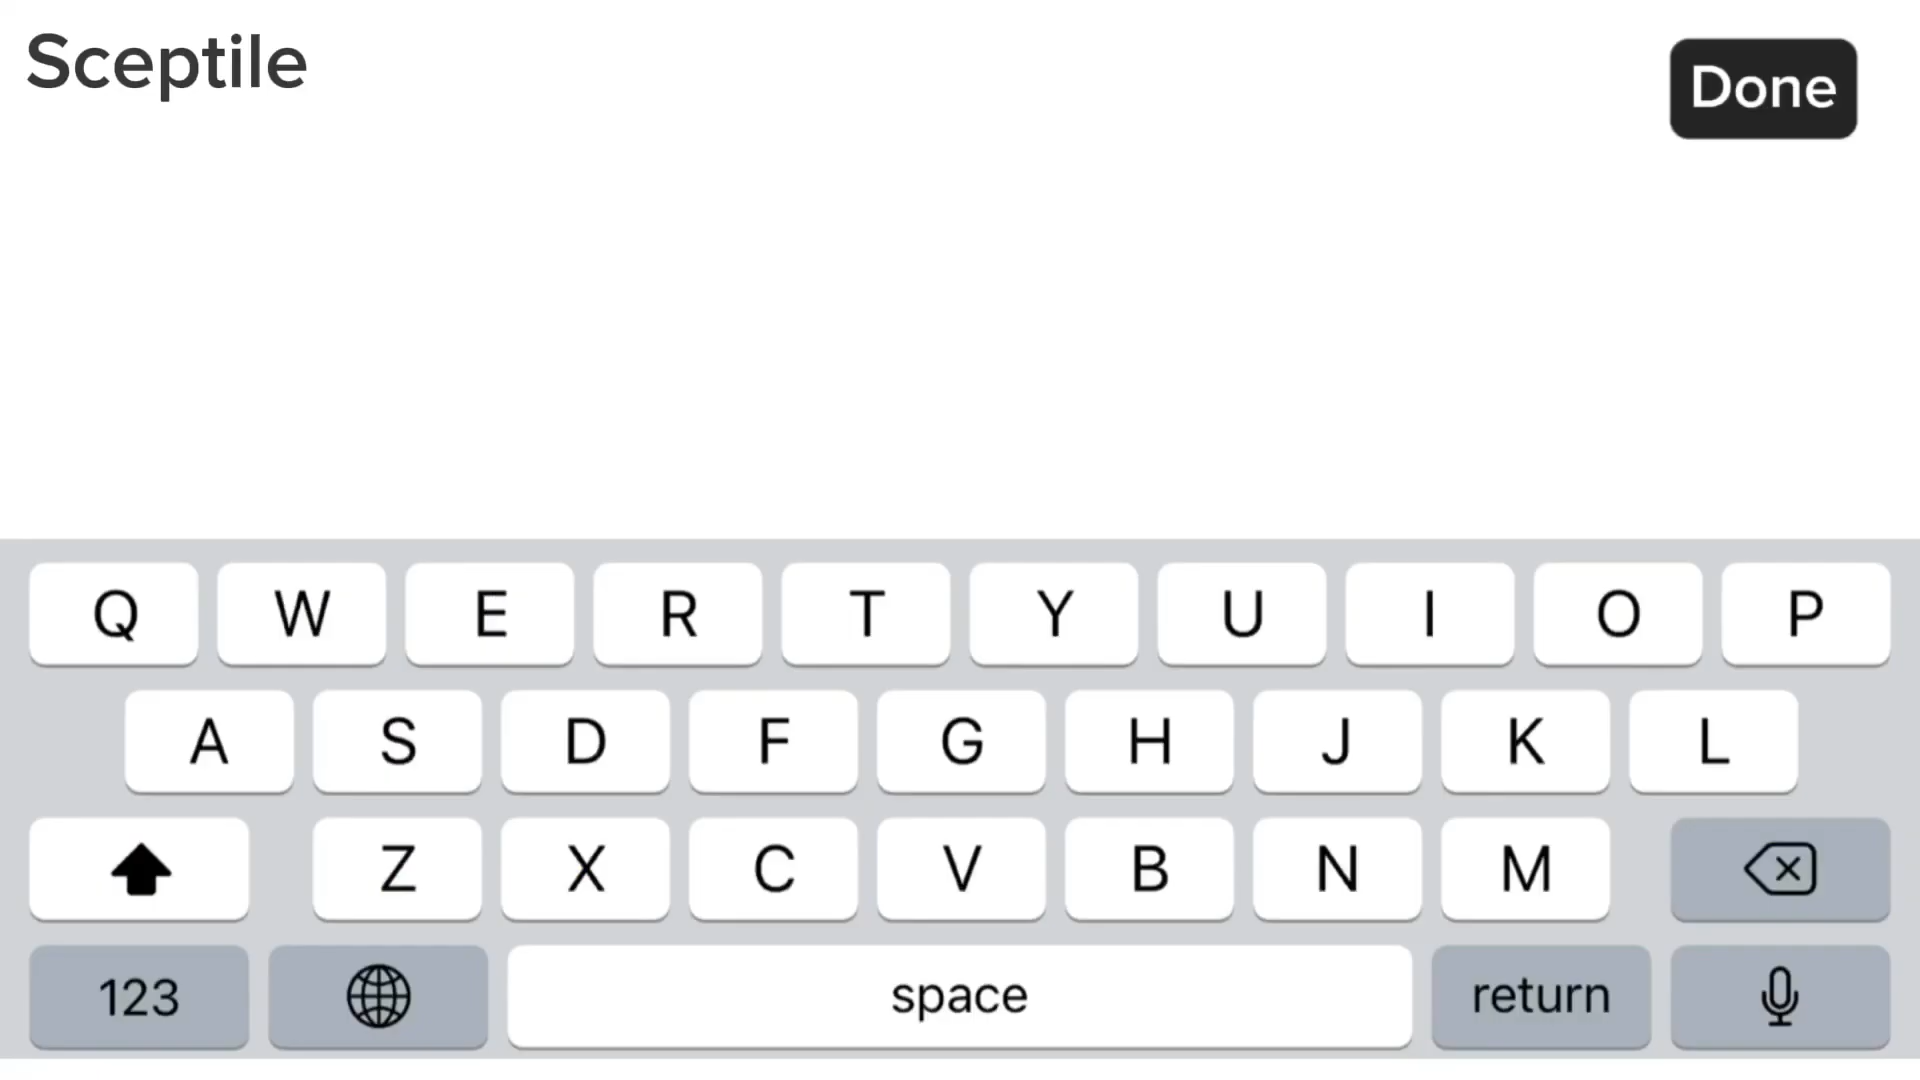 Sceptile
Done
Q W E R T Y U I O P
A S D F G H J K L
Z X C V B N M
123 space return